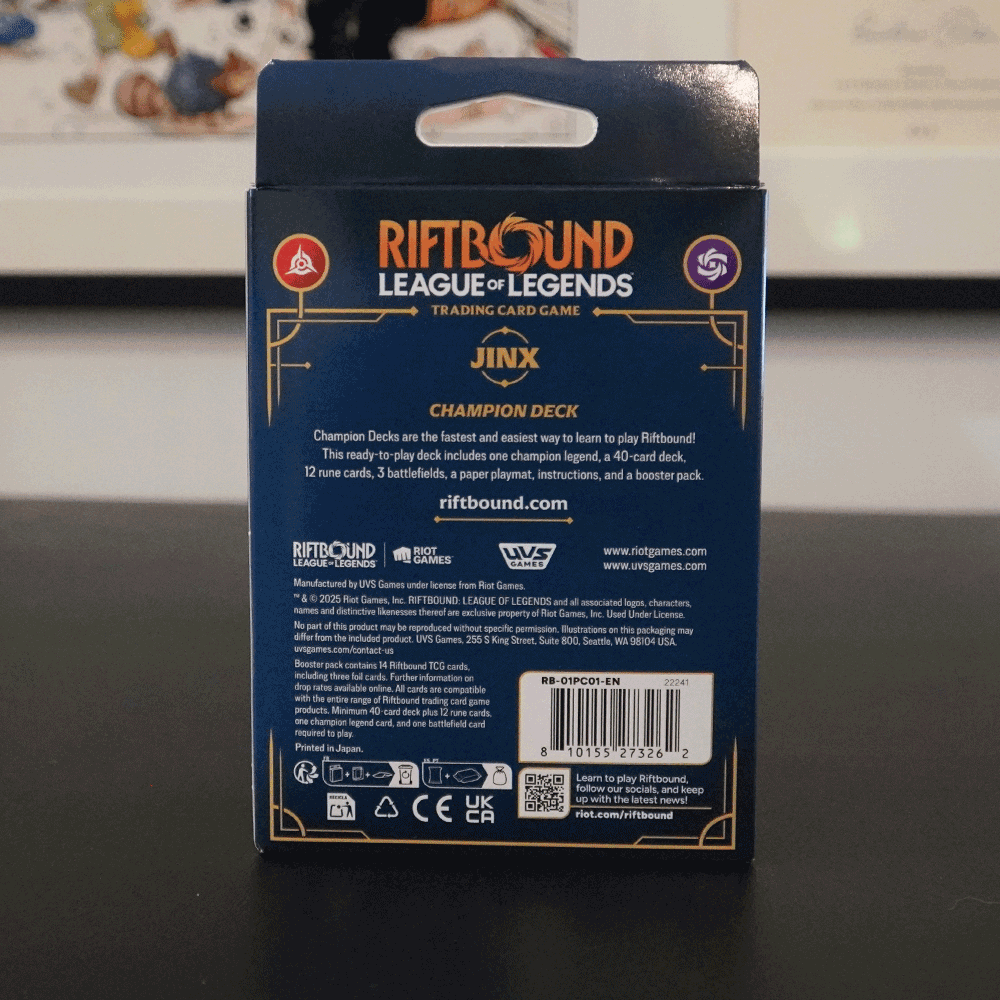 RIFTBOUND
LEAGUE OF LEGENDS
TRADING CARD GAME
JINX
CHAMPION DECK
Champion Decks are the fastest and easiest way to learn to play Riftbound!
This ready-to-play deck includes one champion legend, a 40-card deck,
12 rune cards, 3 battlefields, a paper playmat, instructions, and a booster pack.
riftbound.com
RIFTBOUND
LEAGUE OF LEGENDS
RIOT
GAMES
UVS
GAMES
www.riotgames.com
www.uvsgames.com
Manufactured by UVS Games under license from Riot Games.
™ & © 2025 Riot Games, Inc. RIFTBOUND: LEAGUE OF LEGENDS and all associated logos, characters,
names and distinctive likenesses thereof are exclusive property of Riot Games, Inc. Used Under License.
No part of this product may be reproduced without specific permission. Illustrations on this packaging may
differ from the included product. UVS Games, 255 S King Street, Suite 800, Seattle, WA 98104 USA.
uvsgames.com/contact-us
Booster pack contains 14 Riftbound TCG cards,
including three foil cards. Further information on
drop rates available online. All cards are compatible
with the entire range of Riftbound trading card game
products. Minimum 40-card deck plus 12 rune cards,
one champion legend card, and one battlefield card
required to play.
Printed in Japan.
RB-01PC01-EN 22241
8 10155 27326 2
Learn to play Riftbound,
follow our socials, and keep
up with the latest news!
riot.com/riftbound
RECICLA
CE
UK
CA